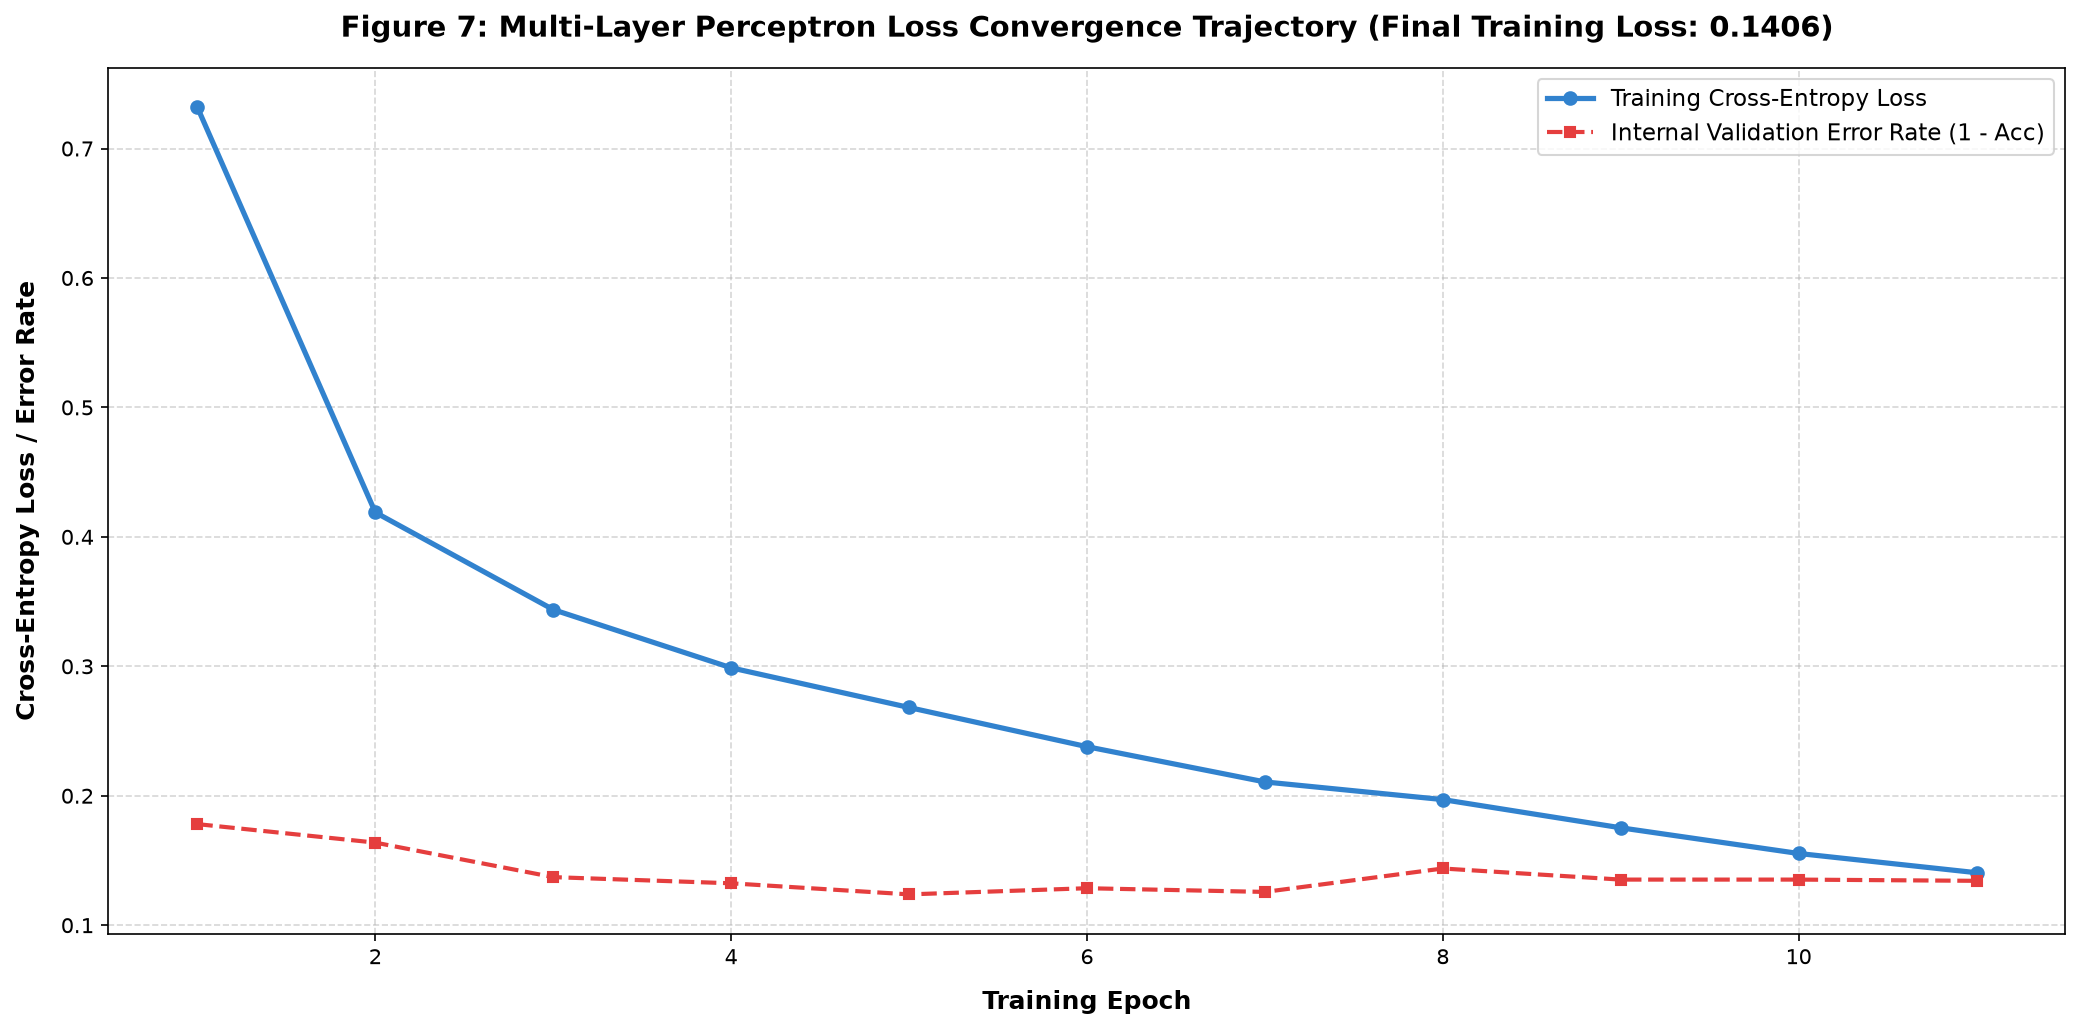 Figure 7: Multi-Layer Perceptron Loss Convergence Trajectory (Final Training Loss: 0.1406)
Training Cross-Entropy Loss
Internal Validation Error Rate (1 - Acc)
Cross-Entropy Loss / Error Rate
0.7
0.6
0.5
0.4
0.3
0.2
0.1
2
4
6
8
10
Training Epoch